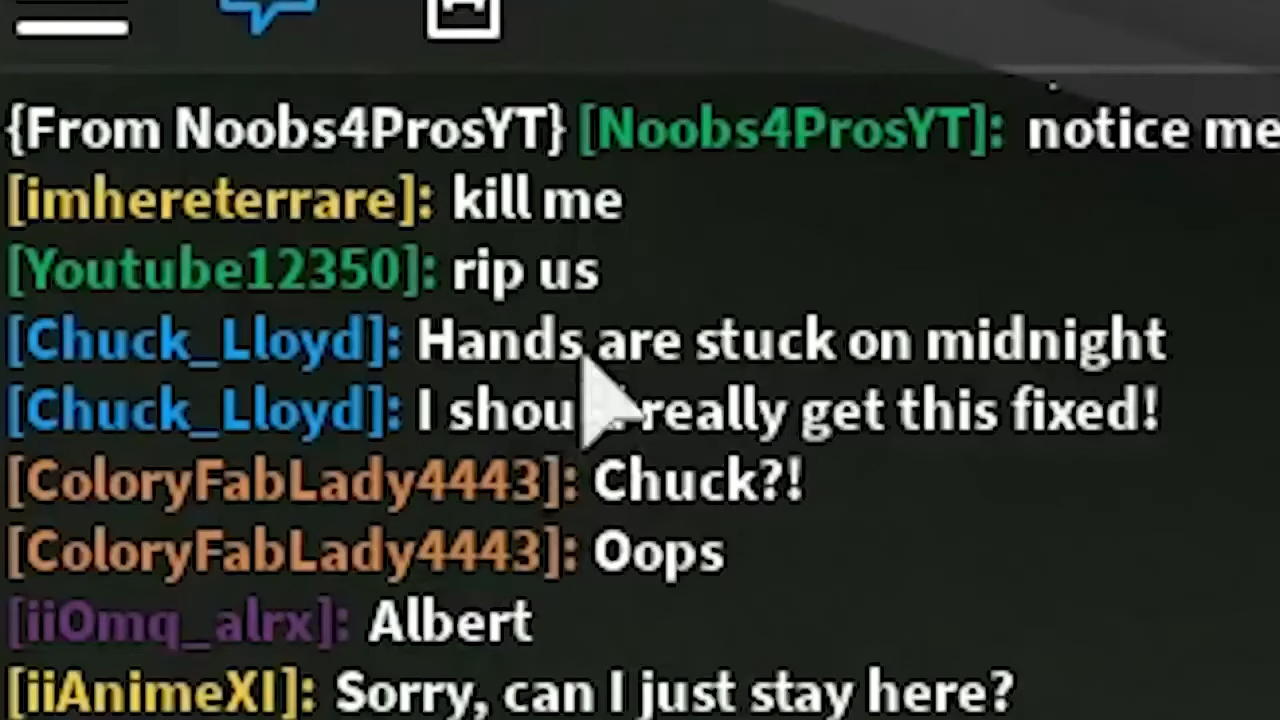 {From Noobs4ProsYT} [Noobs4ProsYT]: notice me
[imhereterrare]: kill me
[Youtube12350]: rip us
[Chuck_Lloyd]: Hands are stuck on midnight
[Chuck_Lloyd]: I should really get this fixed!
[ColoryFabLady4443]: Chuck?!
[ColoryFabLady4443]: Oops
[iiOmq_alrx]: Albert
[iiAnimeXI]: Sorry, can I just stay here?